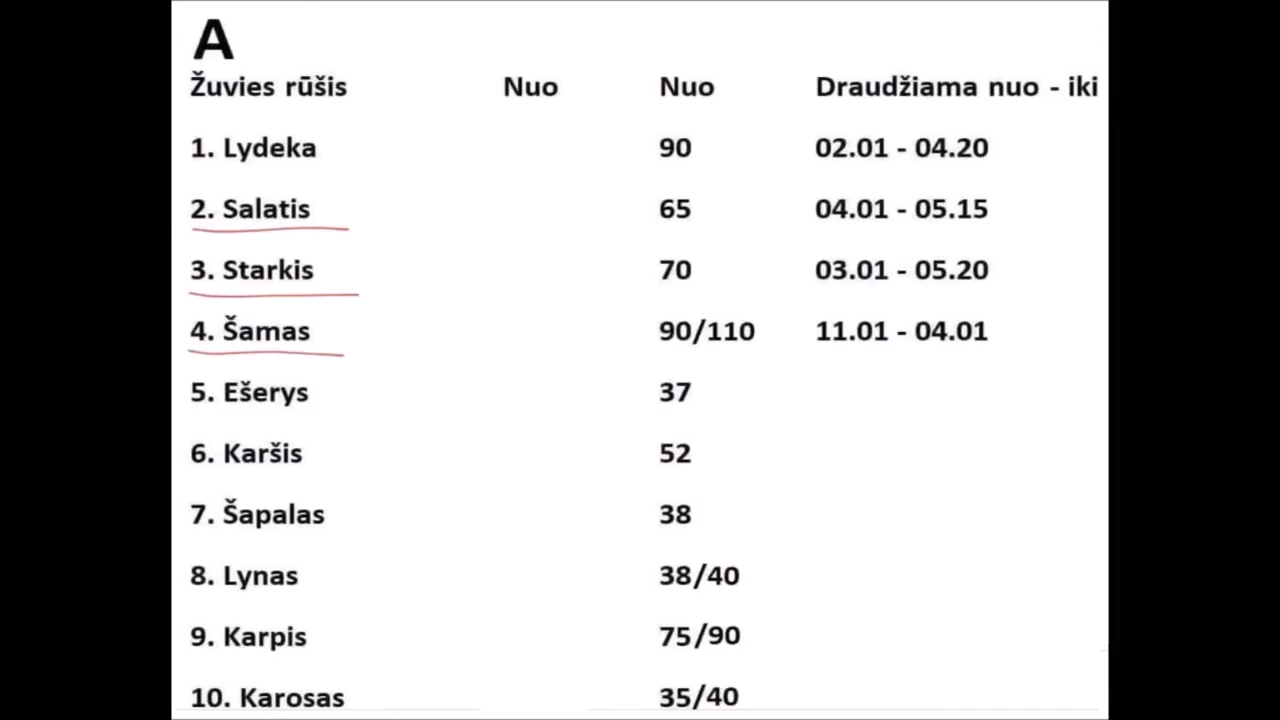 A
Žuvies rūšis Nuo Nuo Draudžiama nuo - iki
1. Lydeka 90 02.01 - 04.20
2. Salatis 65 04.01 - 05.15
3. Starkis 70 03.01 - 05.20
4. Šamas 90/110 11.01 - 04.01
5. Ešerys 37
6. Karšis 52
7. Šapalas 38
8. Lynas 38/40
9. Karpis 75/90
10. Karosas 35/40